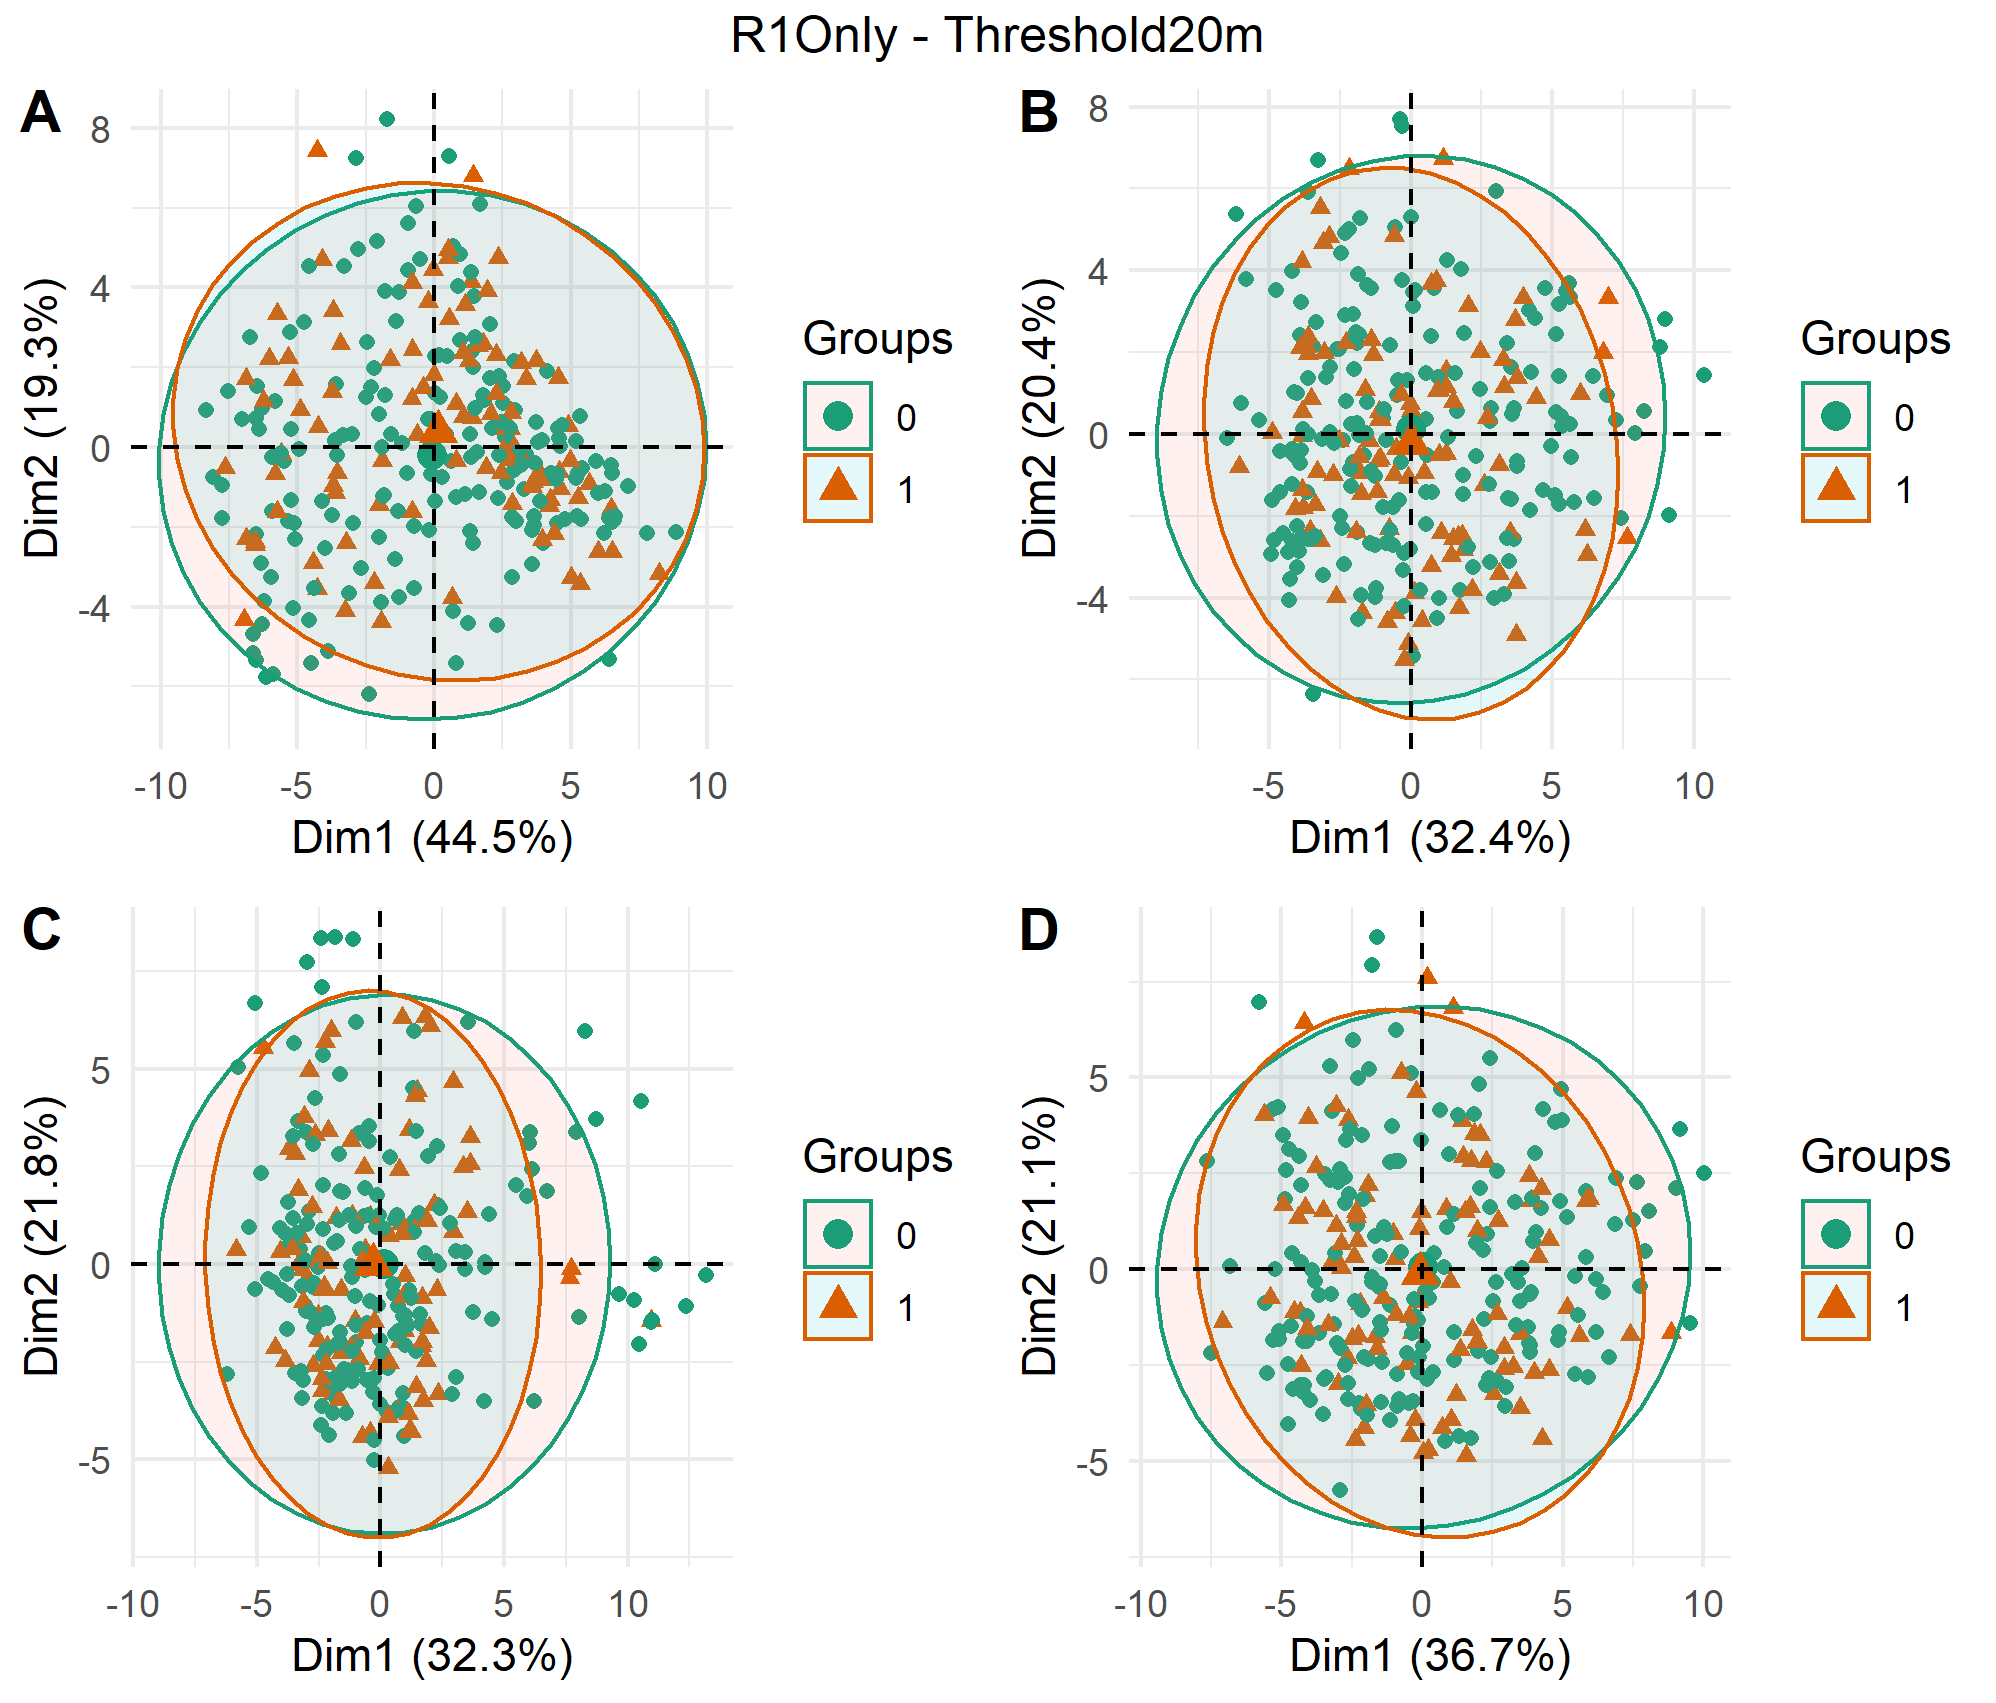 R1Only - Threshold20m
A
8
4
0
-4
Dim2 (19.3%)
-10 -5 0 5 10
Dim1 (44.5%)
Groups
0
1
B
8
4
0
-4
Dim2 (20.4%)
-5 0 5 10
Dim1 (32.4%)
Groups
0
1
C
5
0
-5
Dim2 (21.8%)
-10 -5 0 5 10
Dim1 (32.3%)
Groups
0
1
D
5
0
-5
Dim2 (21.1%)
-10 -5 0 5 10
Dim1 (36.7%)
Groups
0
1